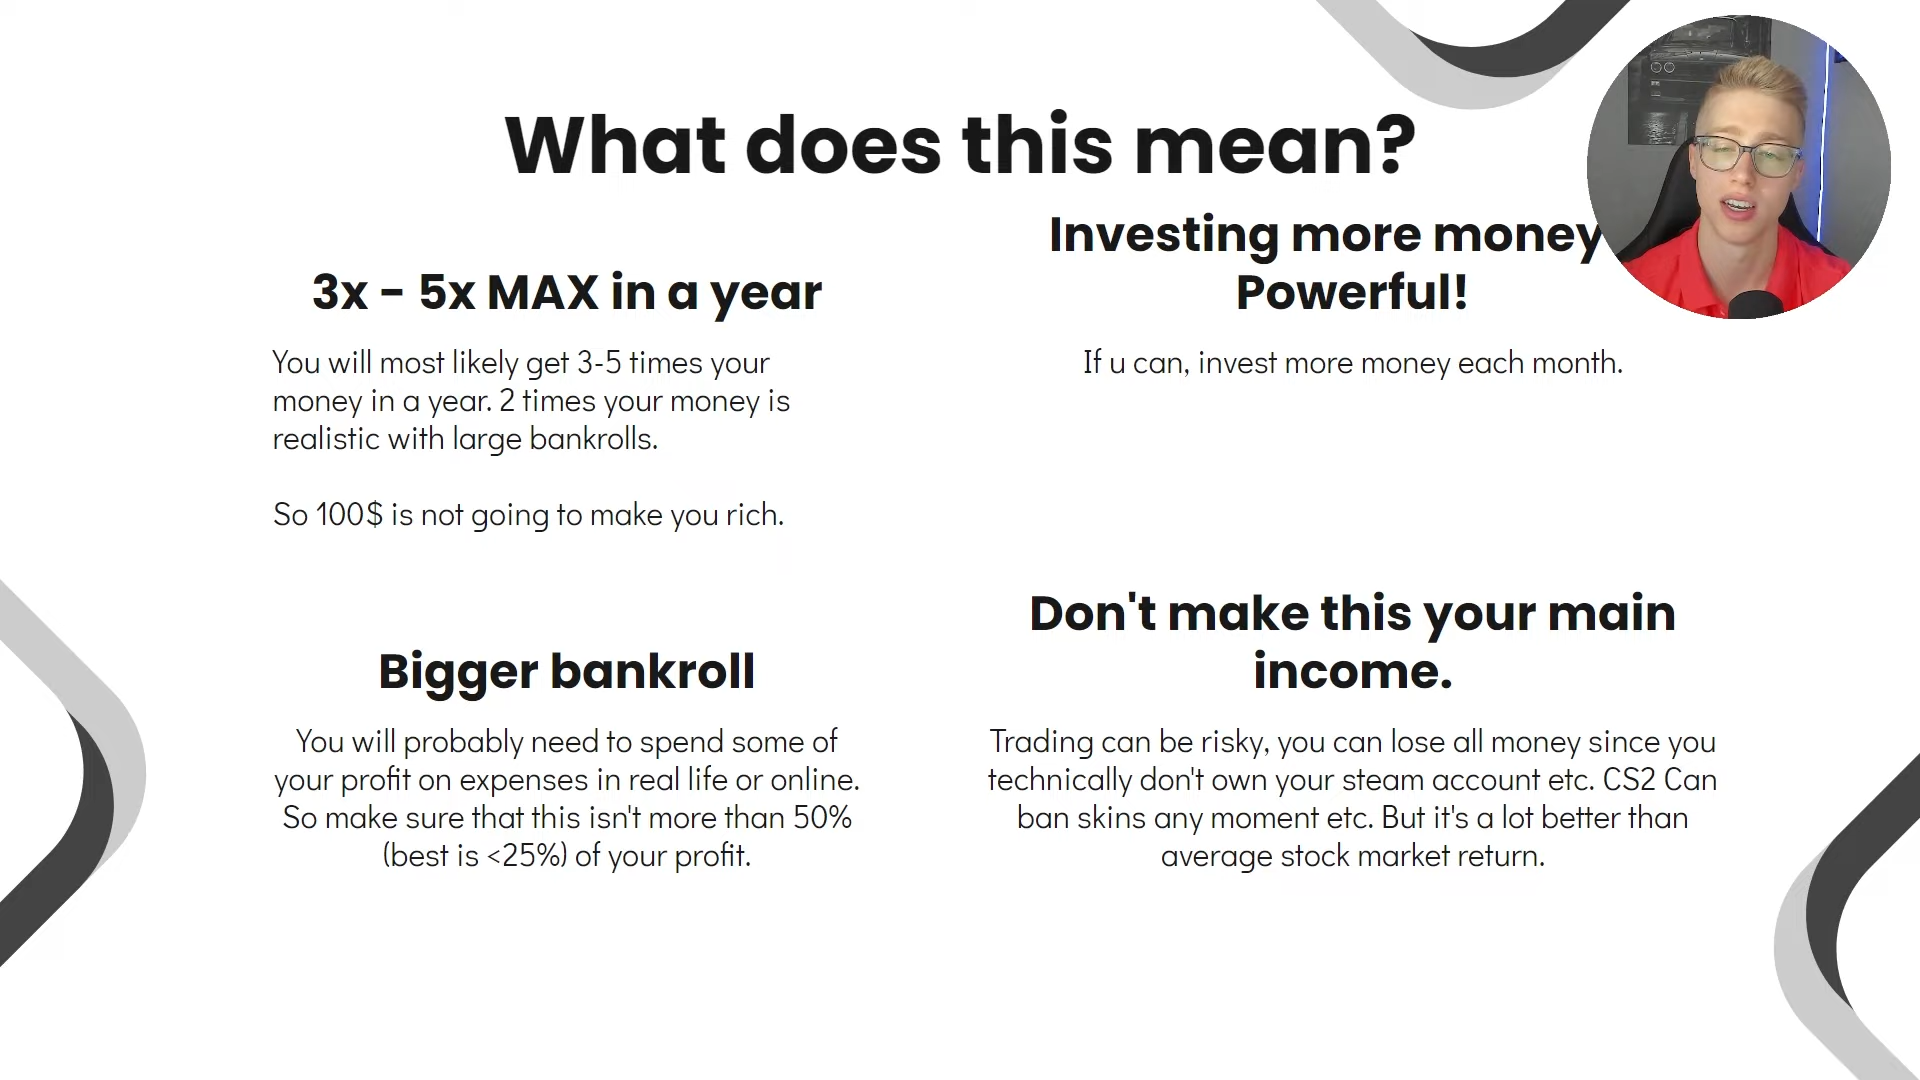 What does this mean?
3x - 5x MAX in a year
You will most likely get 3-5 times your
money in a year. 2 times your money is
realistic with large bankrolls.
So 100$ is not going to make you rich.
Investing more money
Powerful!
If u can, invest more money each month.
Bigger bankroll
You will probably need to spend some of
your profit on expenses in real life or online.
So make sure that this isn't more than 50%
(best is <25%) of your profit.
Don't make this your main
income.
Trading can be risky, you can lose all money since you
technically don't own your steam account etc. CS2 Can
ban skins any moment etc. But it's a lot better than
average stock market return.